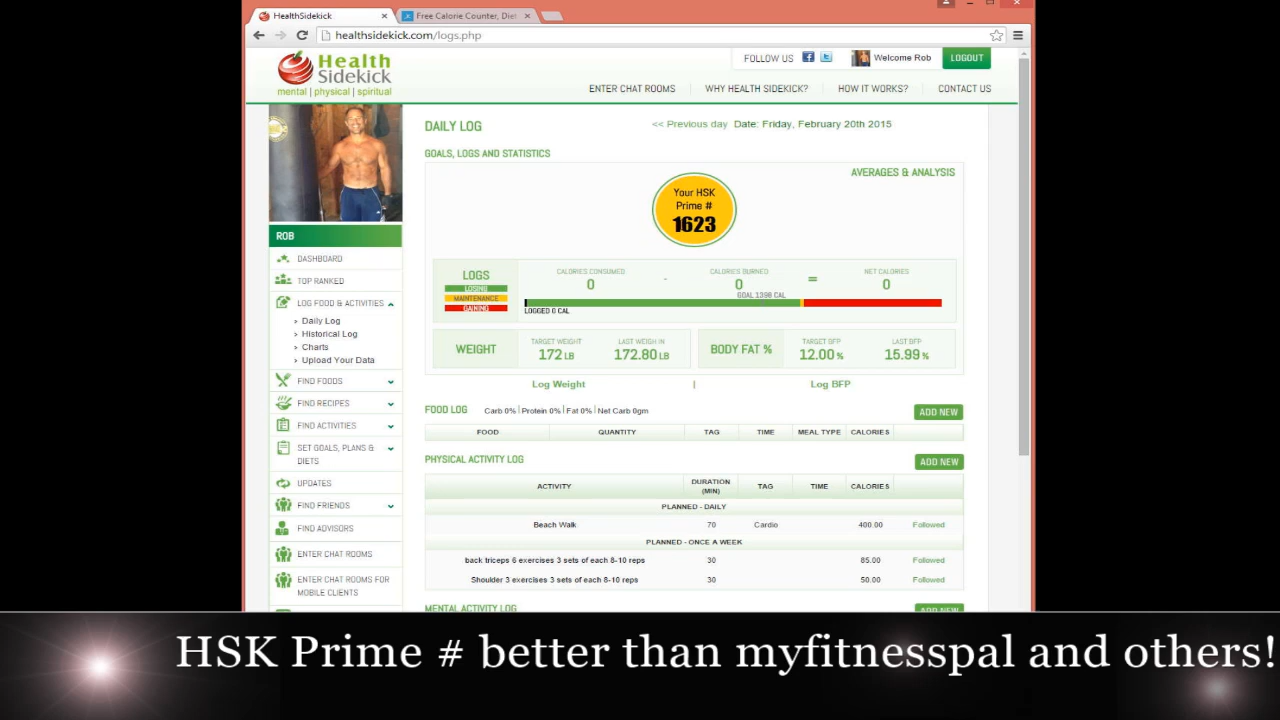 HealthSidekick
Free Calorie Counter, Diet
healthsidekick.com/logs.php
Health
Sidekick
mental | physical | spiritual
FOLLOW US
Welcome Rob
LOGOUT
ENTER CHAT ROOMS
WHY HEALTH SIDEKICK?
HOW IT WORKS?
CONTACT US
DAILY LOG
<< Previous day Date: Friday, February 20th 2015
GOALS, LOGS AND STATISTICS
AVERAGES & ANALYSIS
Your HSK
Prime #
1623
ROB
DASHBOARD
TOP RANKED
LOG FOOD & ACTIVITIES
> Daily Log
> Historical Log
> Charts
> Upload Your Data
FIND FOODS
FIND RECIPES
FIND ACTIVITIES
SET GOALS, PLANS &
DIETS
UPDATES
FIND FRIENDS
FIND ADVISORS
ENTER CHAT ROOMS
ENTER CHAT ROOMS FOR
MOBILE CLIENTS
LOGS
LOSING
MAINTENANCE
GAINING
CALORIES CONSUMED
0
-
CALORIES BURNED
0
=
NET CALORIES
0
GOAL 1398 CAL
LOGGED 0 CAL
WEIGHT
TARGET WEIGHT
172 LB
LAST WEIGH IN
172.80 LB
BODY FAT %
TARGET BFP
12.00 %
LAST BFP
15.99 %
Log Weight | Log BFP
FOOD LOG Carb 0% | Protein 0% | Fat 0% | Net Carb 0gm
ADD NEW
FOOD QUANTITY TAG TIME MEAL TYPE CALORIES
PHYSICAL ACTIVITY LOG
ADD NEW
ACTIVITY DURATION (MIN) TAG TIME CALORIES
PLANNED - DAILY
Beach Walk 70 Cardio 400.00 Followed
PLANNED - ONCE A WEEK
back triceps 6 exercises 3 sets of each 8-10 reps 30 85.00 Followed
Shoulder 3 exercises 3 sets of each 8-10 reps 30 50.00 Followed
MENTAL ACTIVITY LOG
ADD NEW
HSK Prime # better than myfitnesspal and others!